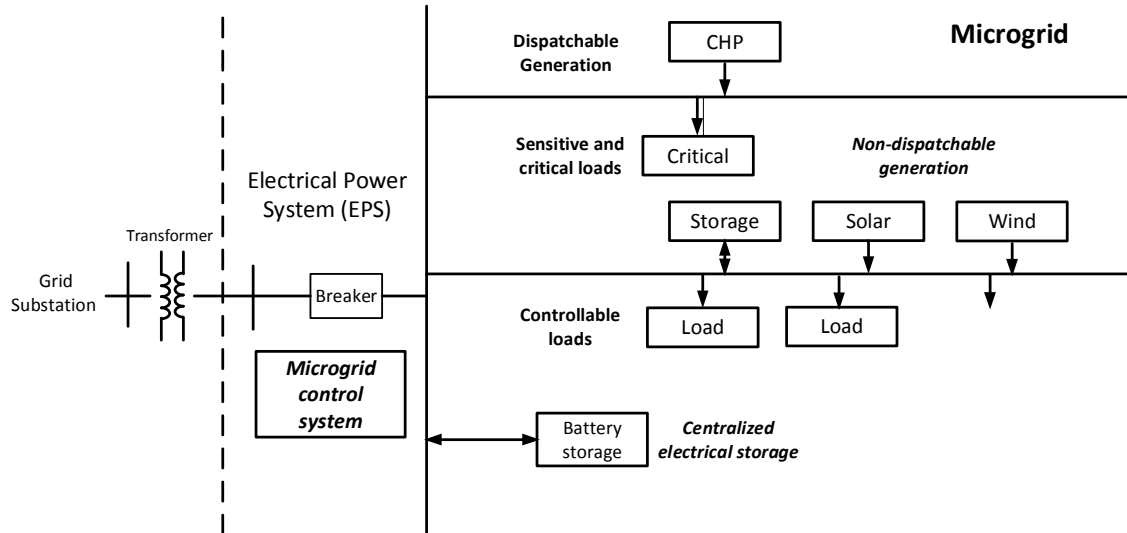 Microgrid
Dispatchable
Generation
CHP
Sensitive and
critical loads
Critical
Non-dispatchable
generation
Electrical Power
System (EPS)
Storage
Solar
Wind
Transformer
Grid
Substation
Breaker
Controllable
loads
Load
Load
Microgrid
control
system
Battery
storage
Centralized
electrical storage